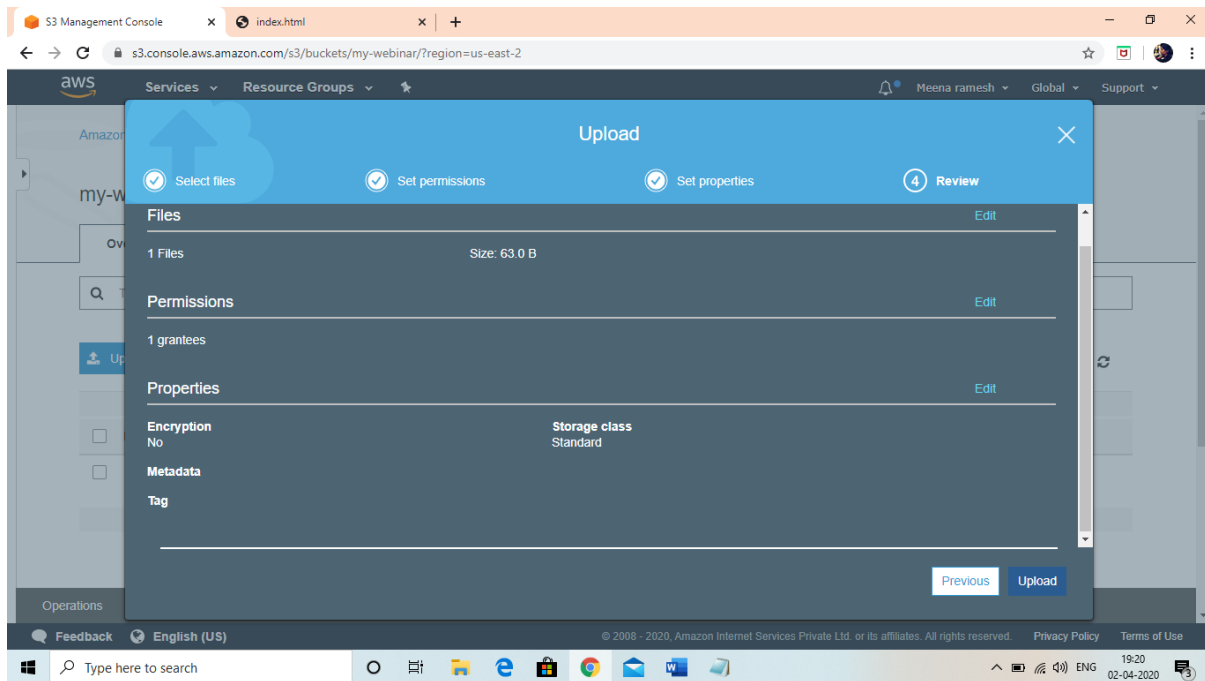 S3 Management Console
index.html
s3.console.aws.amazon.com/s3/buckets/my-webinar/?region=us-east-2
aws Services Resource Groups Meena ramesh Global Support
Upload
Select files Set permissions Set properties 4 Review
Files Edit
1 Files Size: 63.0 B
Permissions Edit
1 grantees
Properties Edit
Encryption Storage class
No Standard
Metadata
Tag
Previous Upload
Operations
Feedback English (US) © 2008 - 2020, Amazon Internet Services Private Ltd. or its affiliates. All rights reserved. Privacy Policy Terms of Use
Type here to search ENG 19:20
02-04-2020 3